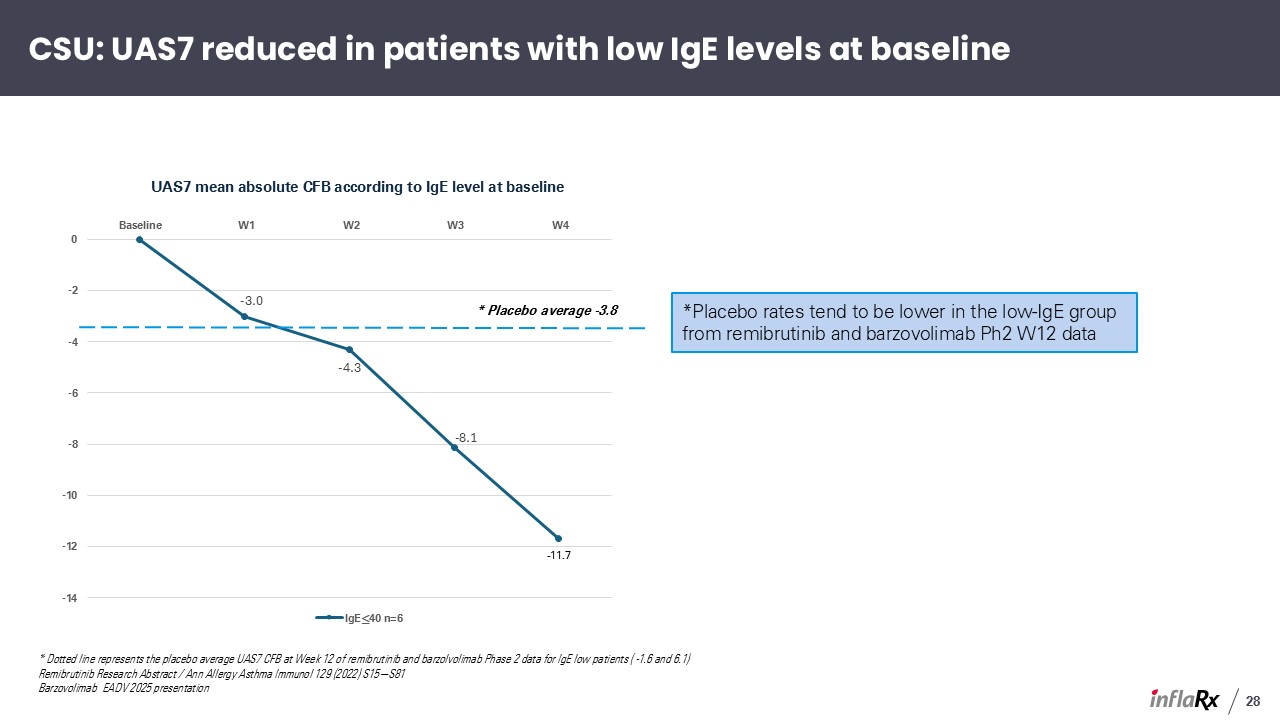 CSU: UAS7 reduced in patients with low IgE levels at baseline
UAS7 mean absolute CFB according to IgE level at baseline
Baseline W1 W2 W3 W4
0
-2
-3.0
* Placebo average -3.8
-4
-4.3
-6
-8
-8.1
-10
-12
-11.7
-14
IgE≤40 n=6
*Placebo rates tend to be lower in the low-IgE group
from remibrutinib and barzovolimab Ph2 W12 data
* Dotted line represents the placebo average UAS7 CFB at Week 12 of remibrutinib and barzolvolimab Phase 2 data for IgE low patients ( -1.6 and 6.1)
Remibrutinib Research Abstract / Ann Allergy Asthma Immunol 129 (2022) S15—S81
Barzovolimab EADV 2025 presentation
inflaRx / 28